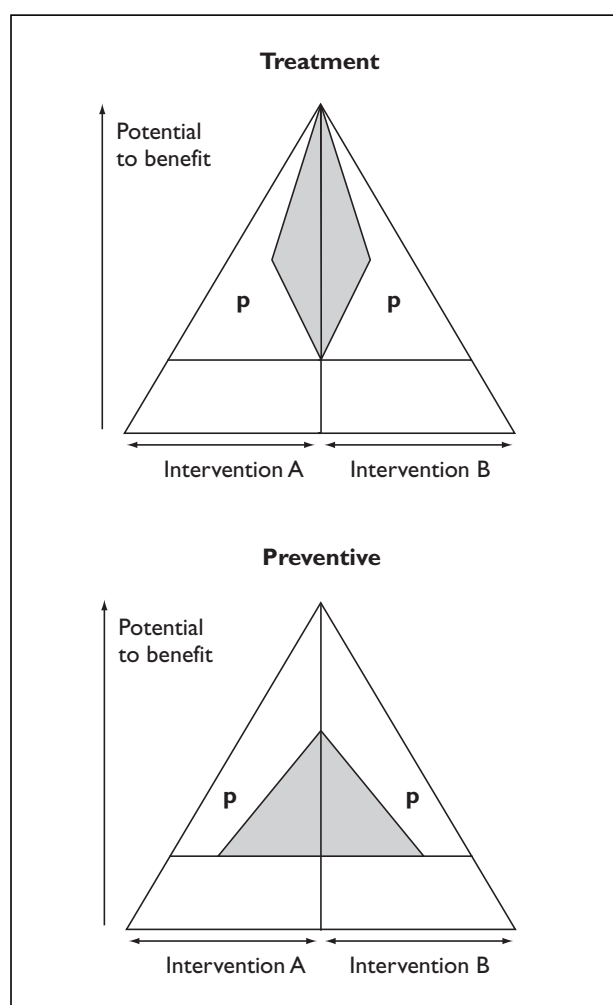 Treatment
Potential
to benefit
p
p
Intervention A
Intervention B
Preventive
Potential
to benefit
p
p
Intervention A
Intervention B